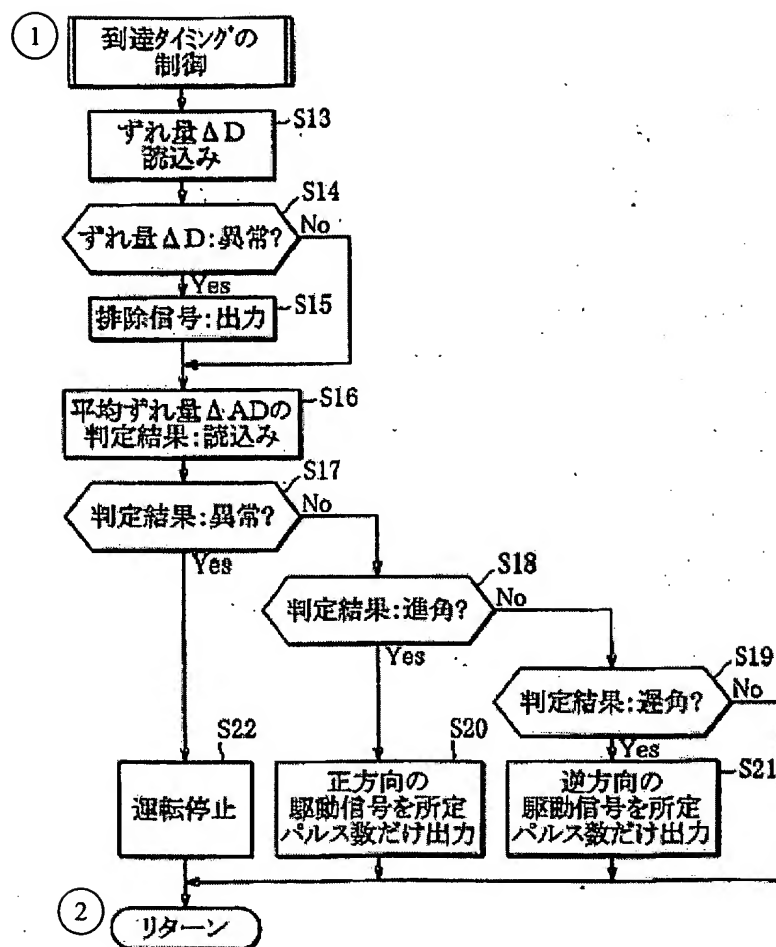 1
到達タイミングの
制御
S13
ずれ量ΔD
読込み
S14
ずれ量ΔD:異常?
No
Yes
S15
排除信号:出力
S16
平均ずれ量ΔADの
判定結果:読込み
S17
判定結果:異常?
No
Yes
S18
判定結果:進角?
No
Yes
S19
判定結果:遅角?
No
Yes
S22
運転停止
S20
正方向の
駆動信号を所定
パルス数だけ出力
S21
逆方向の
駆動信号を所定
パルス数だけ出力
2
リターン